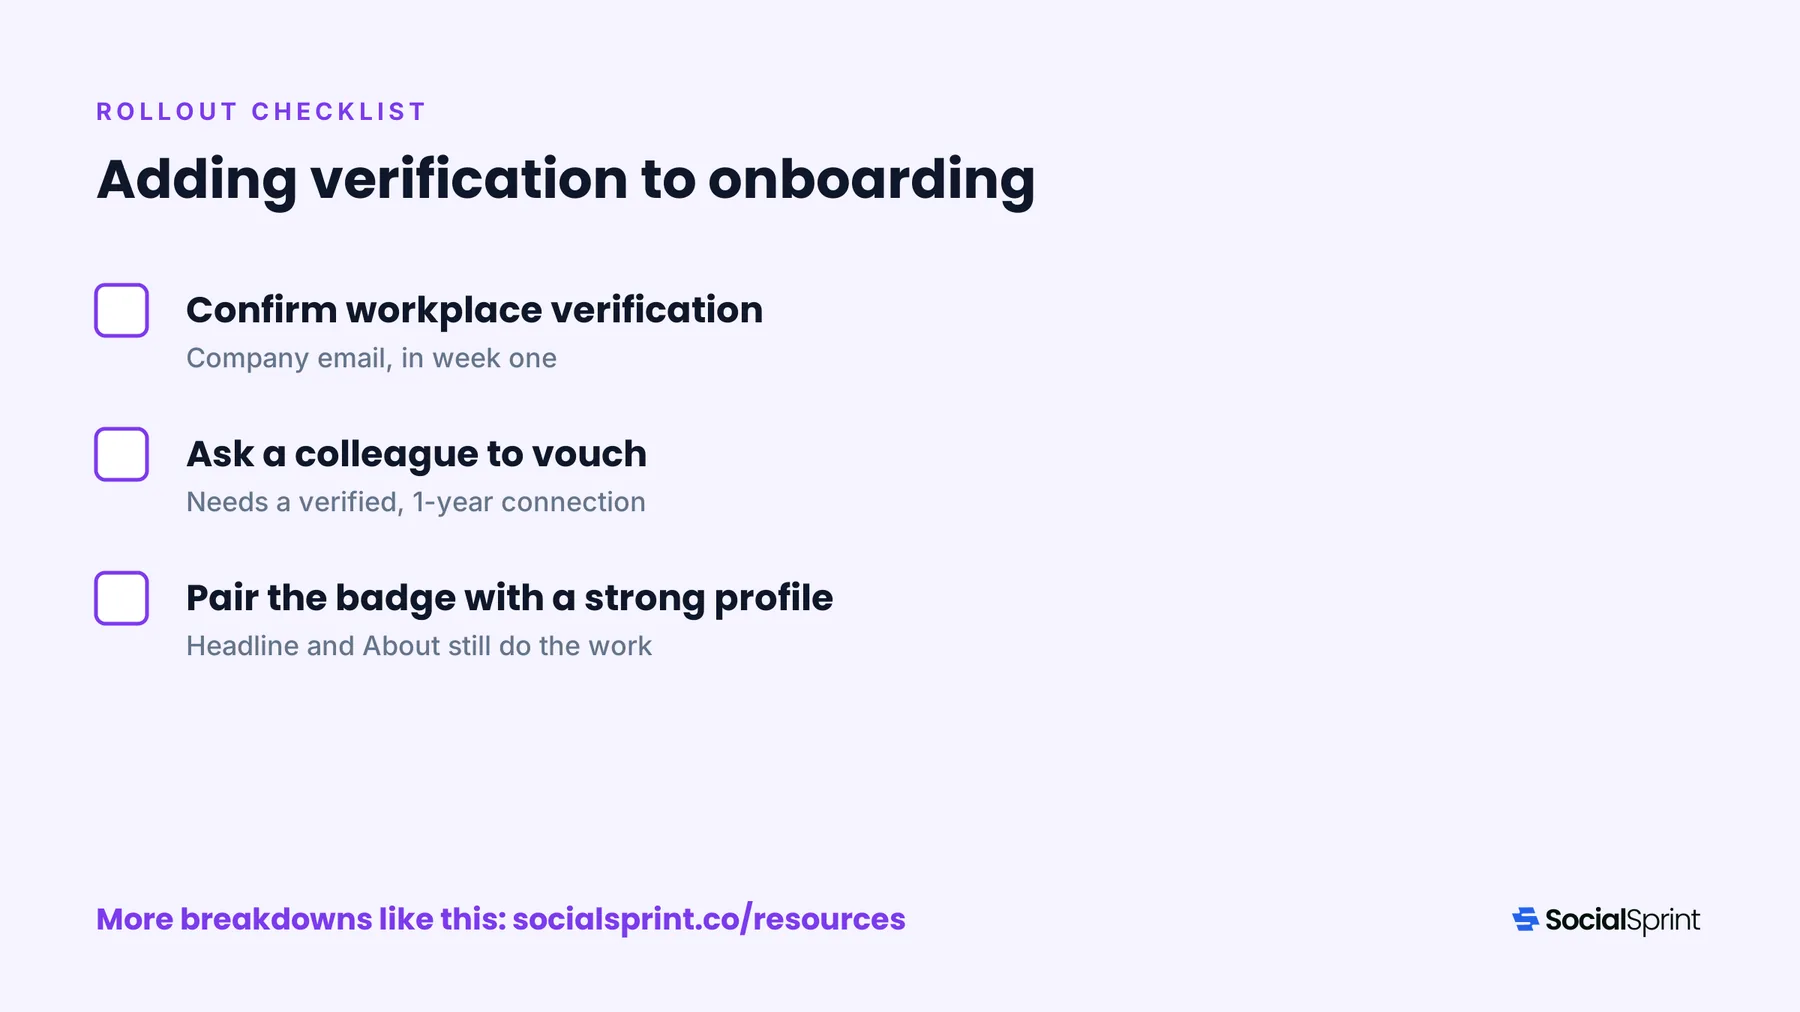 ROLLOUT CHECKLIST
Adding verification to onboarding
Confirm workplace verification
Company email, in week one
Ask a colleague to vouch
Needs a verified, 1-year connection
Pair the badge with a strong profile
Headline and About still do the work
More breakdowns like this: socialsprint.co/resources
SocialSprint